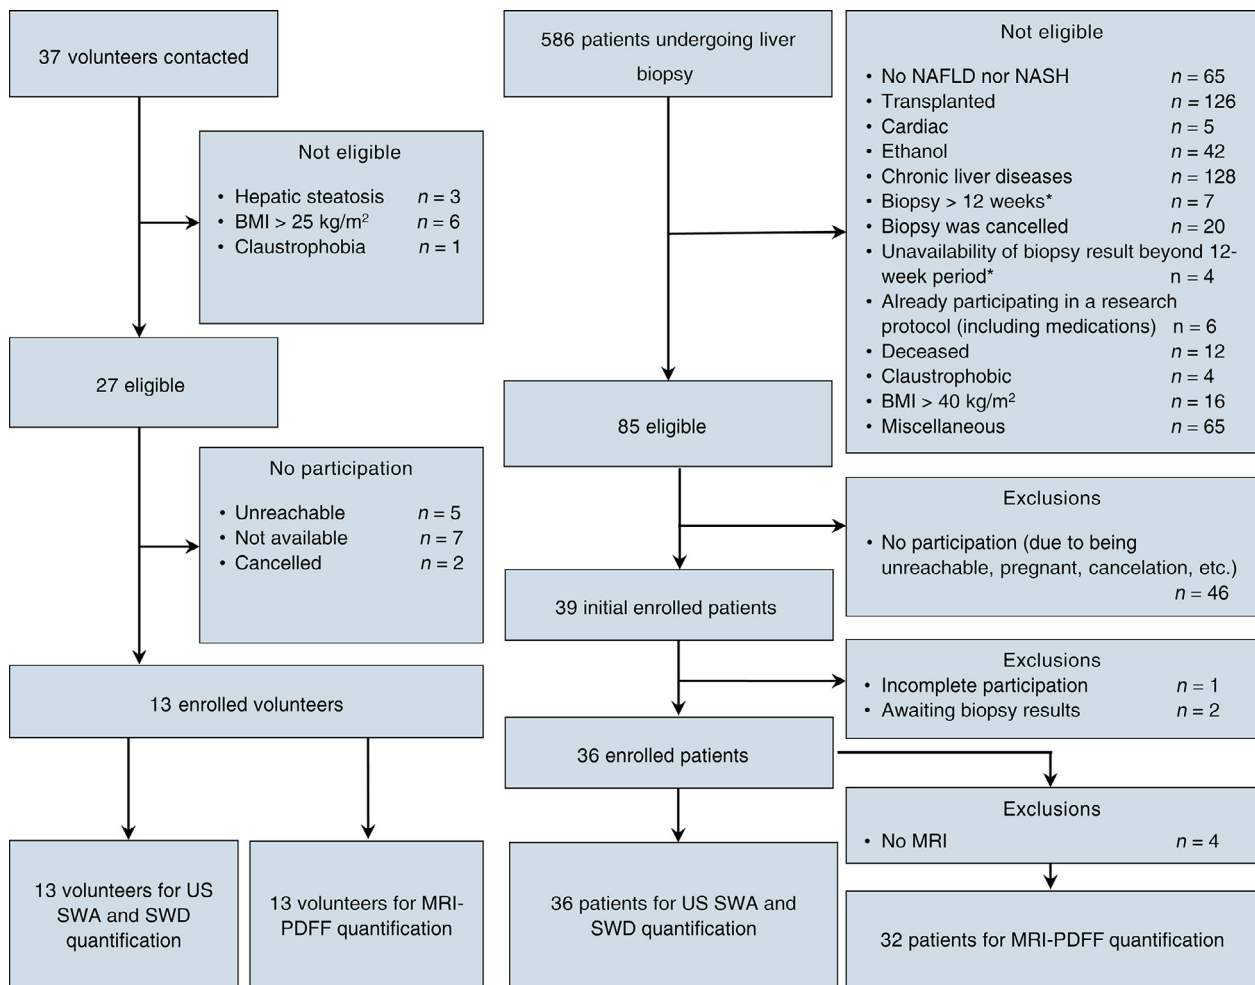 37 volunteers contacted
Not eligible
• Hepatic steatosis n = 3
• BMI > 25 kg/m² n = 6
• Claustrophobia n = 1
27 eligible
No participation
• Unreachable n = 5
• Not available n = 7
• Cancelled n = 2
13 enrolled volunteers
13 volunteers for US
SWA and SWD
quantification
13 volunteers for MRI-
PDFF quantification
586 patients undergoing liver
biopsy
Not eligible
• No NAFLD nor NASH n = 65
• Transplanted n = 126
• Cardiac n = 5
• Ethanol n = 42
• Chronic liver diseases n = 128
• Biopsy > 12 weeks* n = 7
• Biopsy was cancelled n = 20
• Unavailability of biopsy result beyond 12-
week period* n = 4
• Already participating in a research
protocol (including medications) n = 6
• Deceased n = 12
• Claustrophobic n = 4
• BMI > 40 kg/m² n = 16
• Miscellaneous n = 65
85 eligible
Exclusions
• No participation (due to being
unreachable, pregnant, cancelation, etc.)
n = 46
39 initial enrolled patients
Exclusions
• Incomplete participation n = 1
• Awaiting biopsy results n = 2
36 enrolled patients
Exclusions
• No MRI n = 4
36 patients for US SWA and
SWD quantification
32 patients for MRI-PDFF quantification